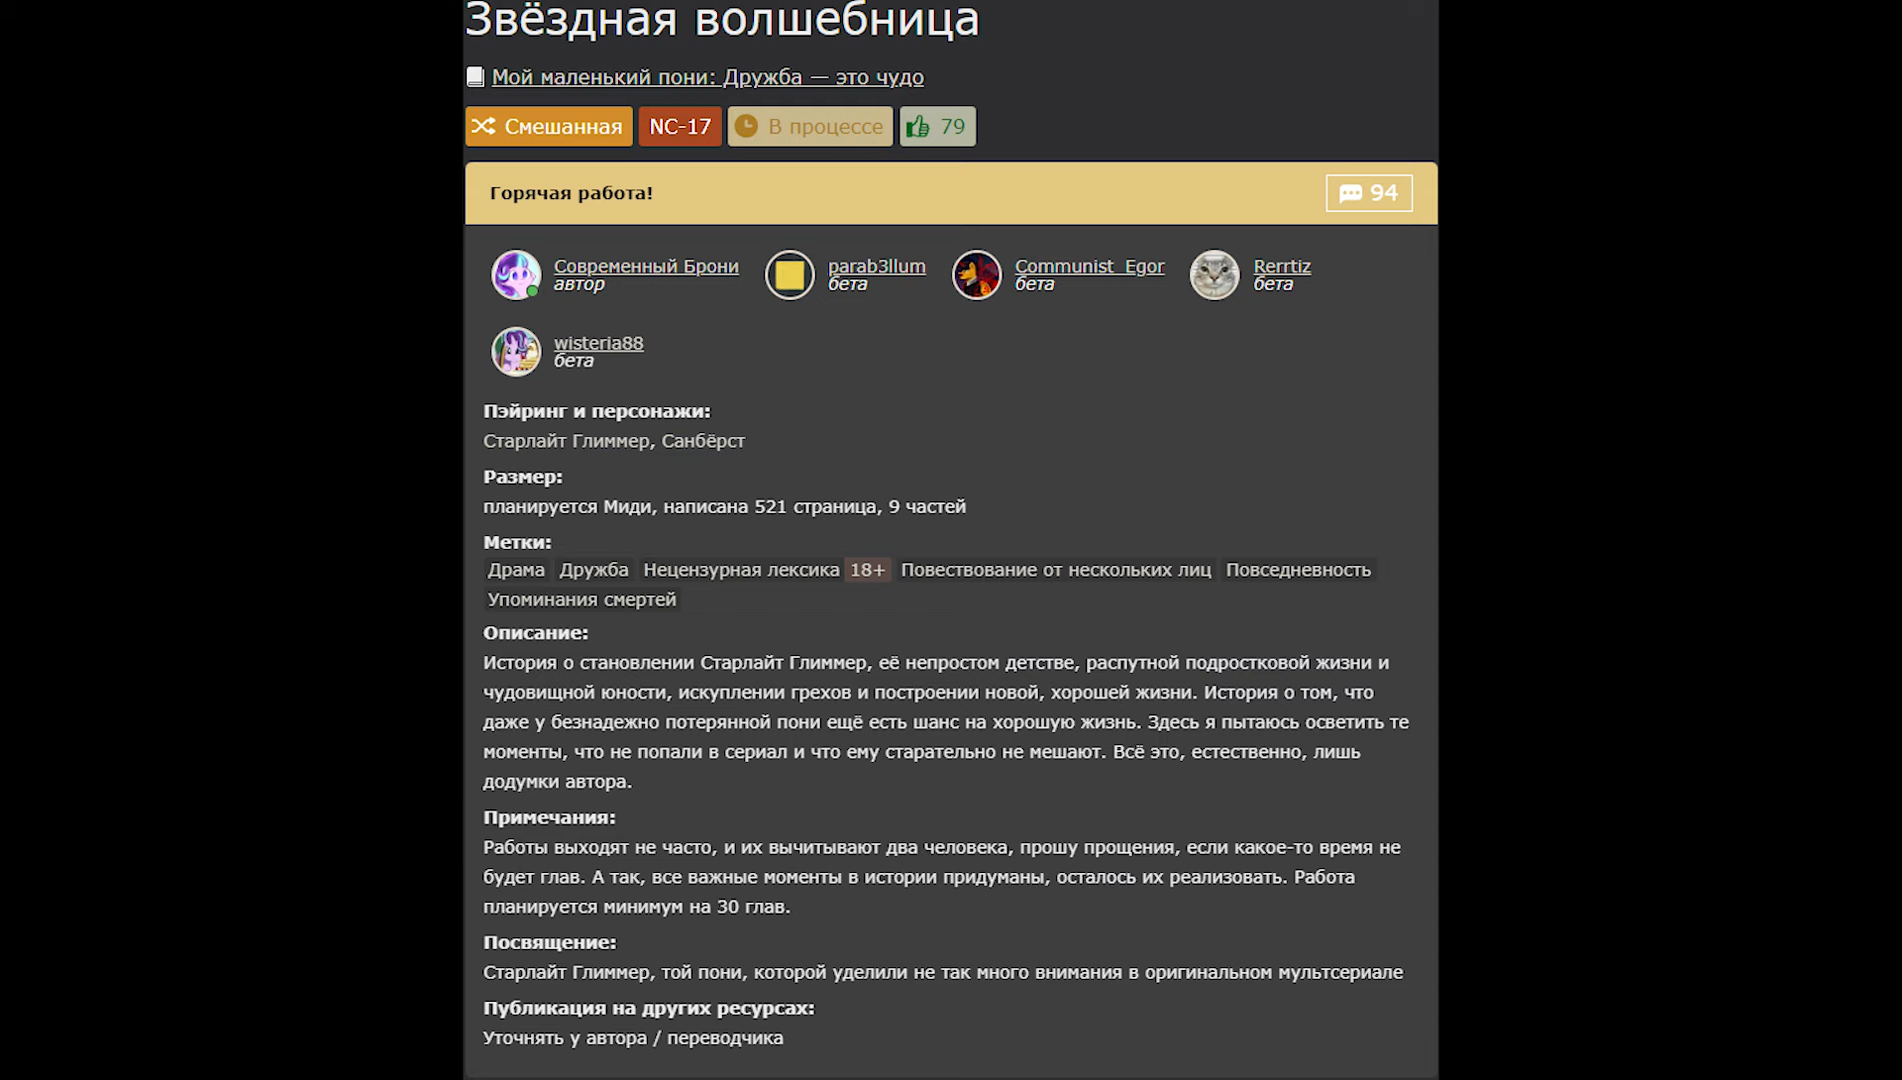 Звёздная волшебница
Мой маленький пони: Дружба — это чудо
Смешанная NC-17 В процессе 79
Горячая работа! 94
Современный Брони parab3llum Communist_Egor Rerrtiz
автор бета бета бета
wisteria88
бета
Пэйринг и персонажи:
Старлайт Глиммер, Санбёрст
Размер:
планируется Миди, написана 521 страница, 9 частей
Метки:
Драма Дружба Нецензурная лексика 18+ Повествование от нескольких лиц Повседневность
Упоминания смертей
Описание:
История о становлении Старлайт Глиммер, её непростом детстве, распутной подростковой жизни и
чудовищной юности, искуплении грехов и построении новой, хорошей жизни. История о том, что
даже у безнадежно потерянной пони ещё есть шанс на хорошую жизнь. Здесь я пытаюсь осветить те
моменты, что не попали в сериал и что ему старательно не мешают. Всё это, естественно, лишь
додумки автора.
Примечания:
Работы выходят не часто, и их вычитывают два человека, прошу прощения, если какое-то время не
будет глав. А так, все важные моменты в истории придуманы, осталось их реализовать. Работа
планируется минимум на 30 глав.
Посвящение:
Старлайт Глиммер, той пони, которой уделили не так много внимания в оригинальном мультсериале
Публикация на других ресурсах:
Уточнять у автора / переводчика